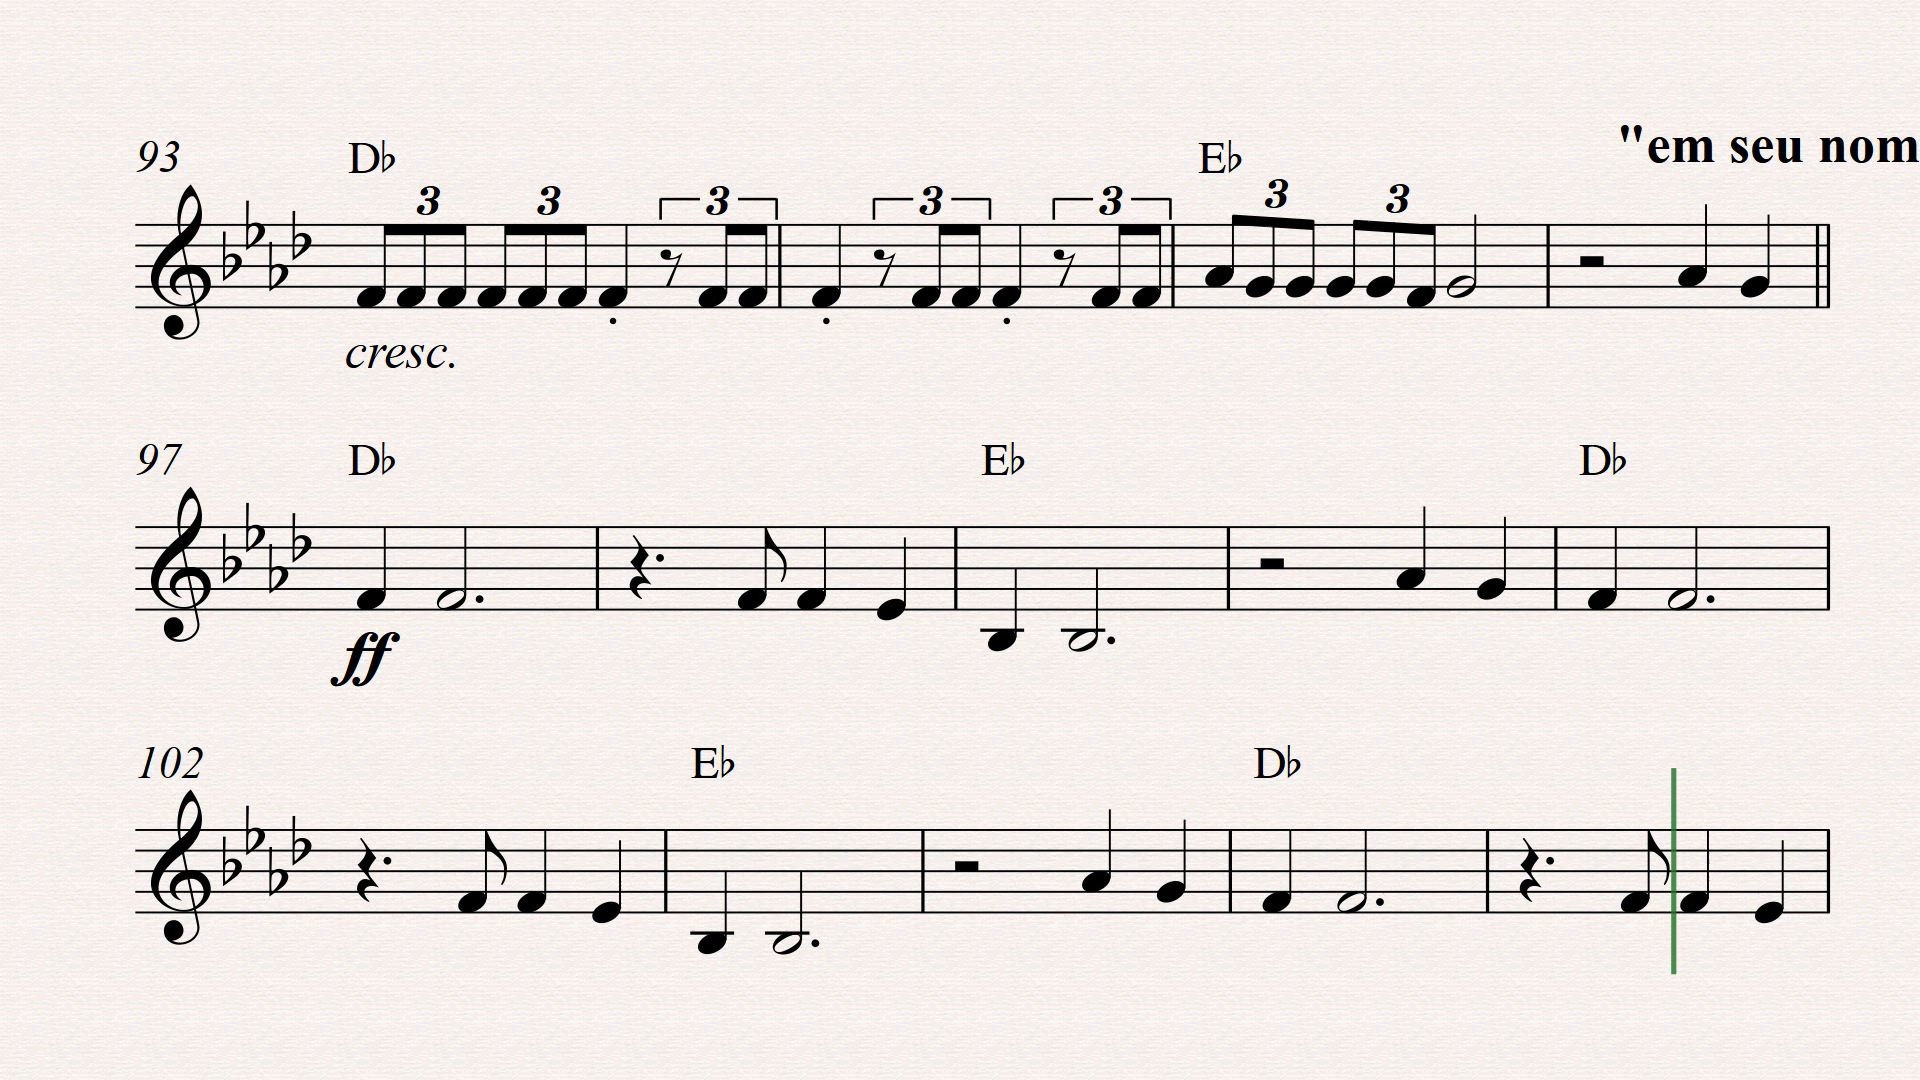 "em seu nom
93 D♭ E♭
3 3 3 3 3 3 3
cresc.
97 D♭ E♭ D♭
ff
102 E♭ D♭